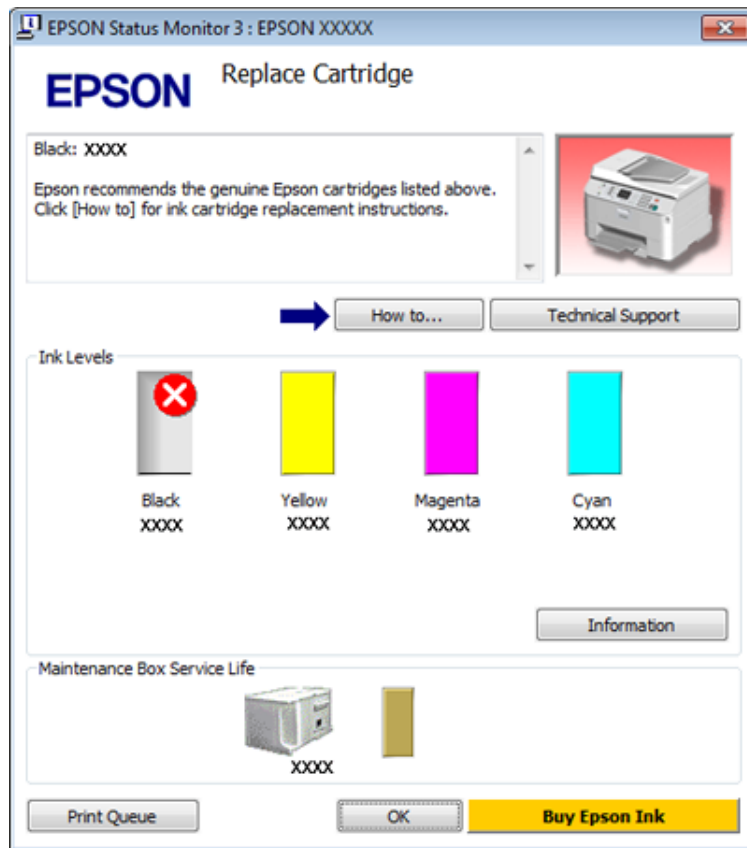 EPSON Status Monitor 3 : EPSON XXXXX
EPSON
Replace Cartridge
Black: XXXX
Epson recommends the genuine Epson cartridges listed above.
Click [How to] for ink cartridge replacement instructions.
How to...
Technical Support
Ink Levels
Black
Yellow
Magenta
Cyan
XXXX
XXXX
XXXX
XXXX
Information
Maintenance Box Service Life
XXXX
Print Queue
OK
Buy Epson Ink